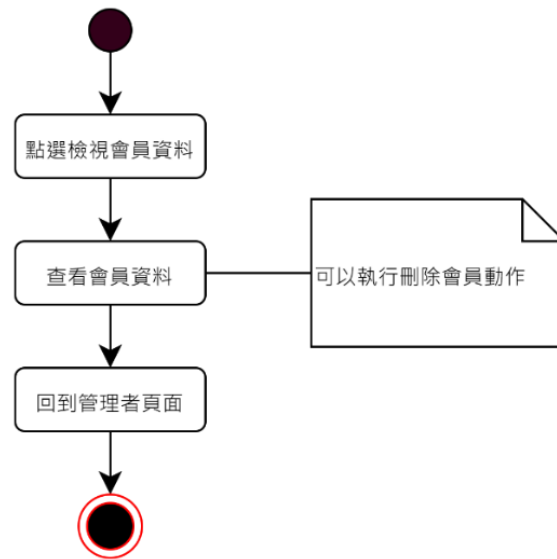 點選檢視會員資料
查看會員資料
可以執行刪除會員動作
回到管理者頁面